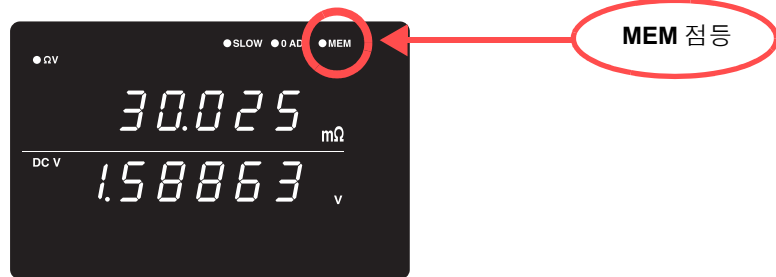 ●SLOW ●0 AD ●MEM
MEM 점등
●ΩV
30.025 mΩ
DC V
1.58863 V